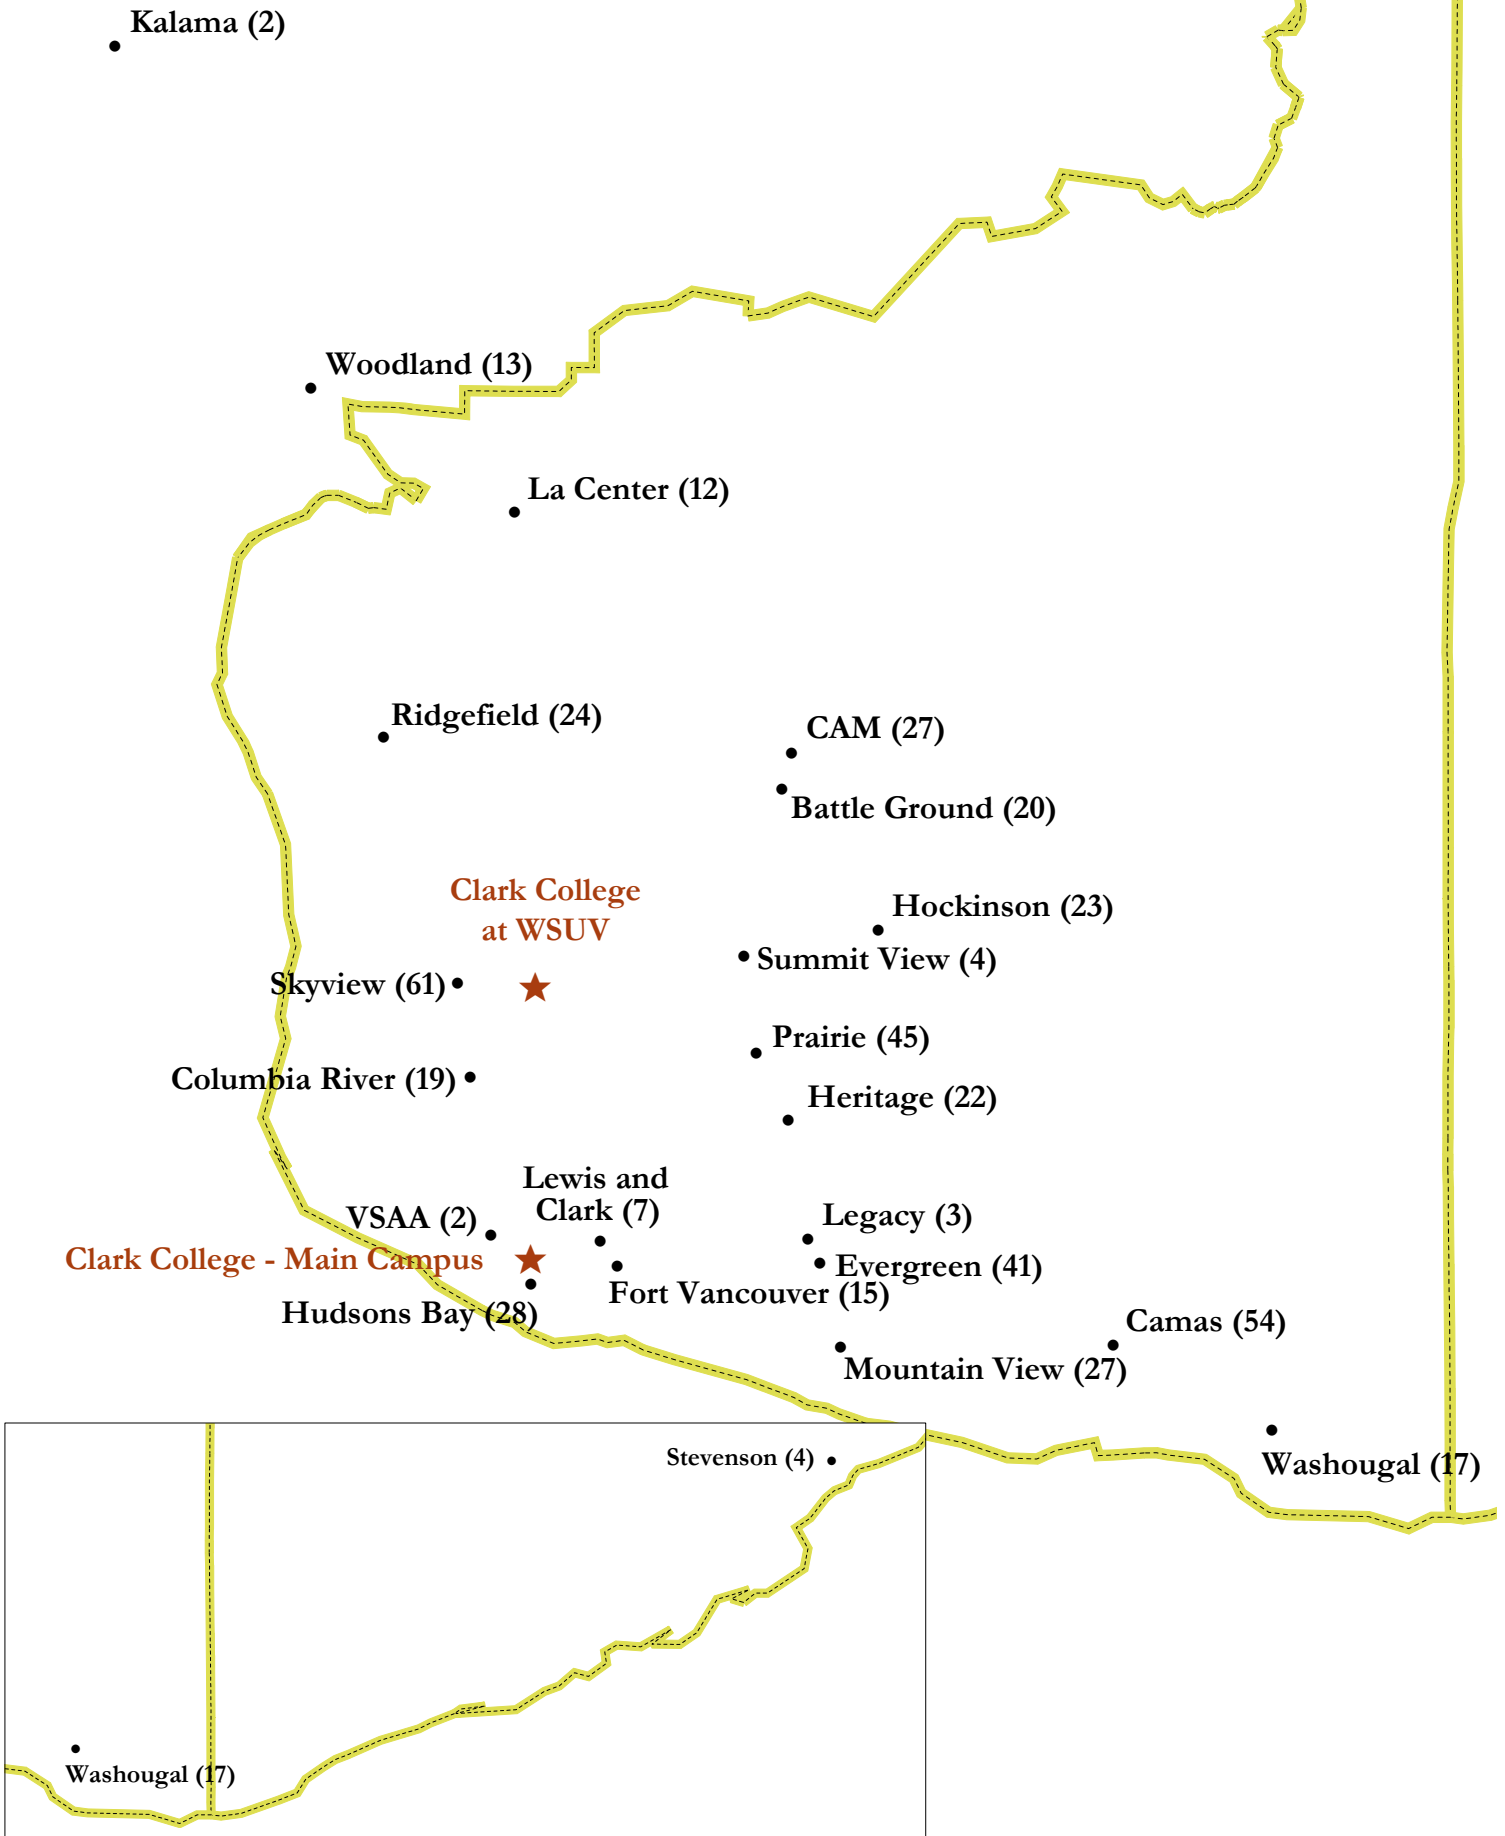 Kalama (2)
Woodland (13)
La Center (12)
Ridgefield (24)
CAM (27)
Battle Ground (20)
Clark College
at WSUV
Hockinson (23)
Summit View (4)
Skyview (61)
Prairie (45)
Columbia River (19)
Heritage (22)
Lewis and
Clark (7)
VSAA (2)
Legacy (3)
Clark College - Main Campus
Evergreen (41)
Fort Vancouver (15)
Hudsons Bay (28)
Camas (54)
Mountain View (27)
Stevenson (4)
Washougal (17)
Washougal (17)